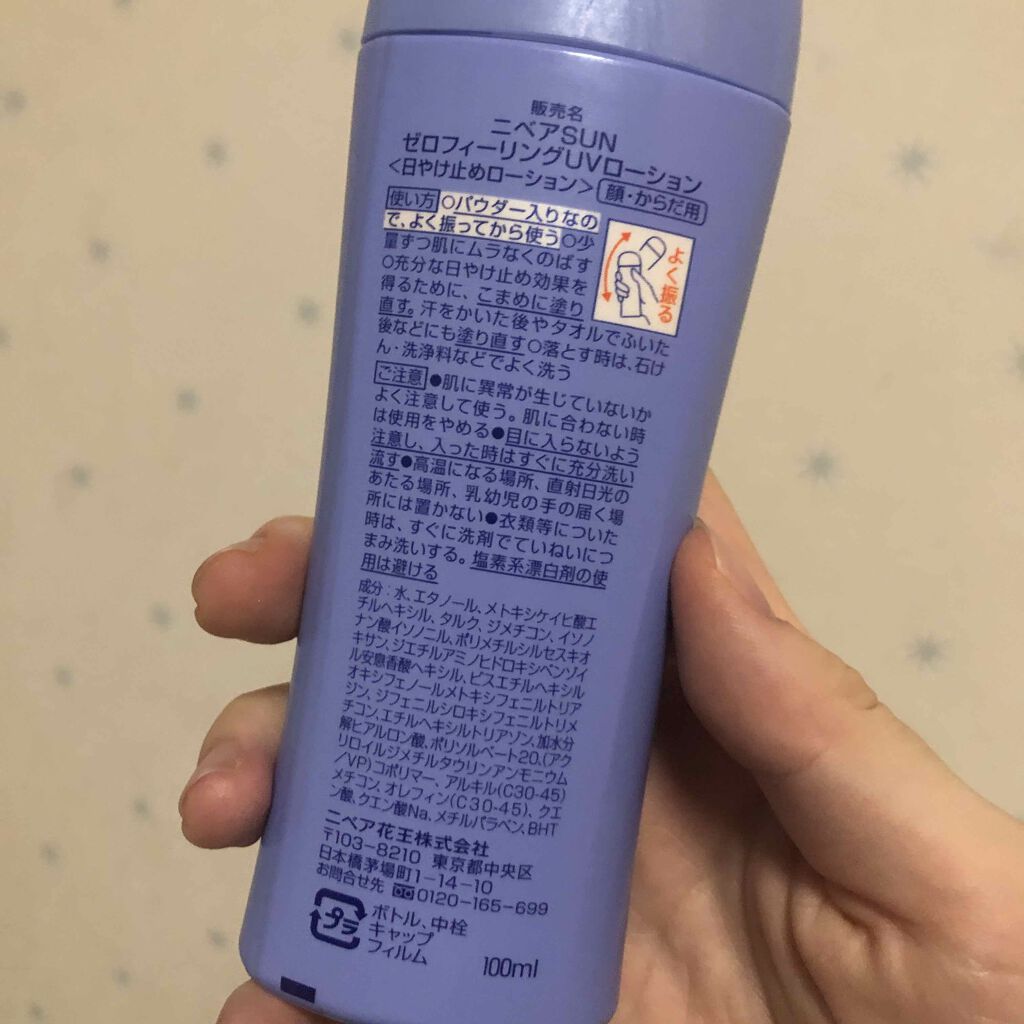 販売名
ニベアSUN
ゼロフィーリングUVローション
<日やけ止めローション> 顔・からだ用
使い方 ○パウダー入りなの
で、よく振ってから使う○少
量ずつ肌にムラなくのばす
○充分な日やけ止め効果を
得るために、こまめに塗り
直す。汗をかいた後やタオルでふいた
後などにも塗り直す○落とす時は、石け
ん・洗浄料などでよく洗う
よく振る
ご注意 ●肌に異常が生じていないか
よく注意して使う。肌に合わない時
は使用をやめる●目に入らないよう
注意し、入った時はすぐに充分洗い
流す●高温になる場所、直射日光の
あたる場所、乳幼児の手の届く場
所には置かない●衣類等についた
時は、すぐに洗剤でていねいにつ
まみ洗いする。塩素系漂白剤の使
用は避ける
成分：水、エタノール、メトキシケイヒ酸エ
チルヘキシル、タルク、ジメチコン、イソノ
ナン酸イソノニル、ポリメチルシルセスキオ
キサン、ジエチルアミノヒドロキシベンゾイ
ル安息香酸ヘキシル、ビスエチルヘキシル
オキシフェノールメトキシフェニルトリア
ジン、ジフェニルシロキシフェニルトリメ
チコン、エチルヘキシルトリアゾン、加水分
解ヒアルロン酸、ポリソルベート20、(アク
リロイルジメチルタウリンアンモニウム
/VP)コポリマー、アルキル(C30-45)
メチコン、オレフィン(C30-45)、クエ
ン酸、クエン酸Na、メチルパラベン、BHT
ニベア花王株式会社
〒103-8210 東京都中央区
日本橋茅場町1-14-10
お問合せ先 0120-165-699
プラ
ボトル、中栓
キャップ
フィルム
100ml